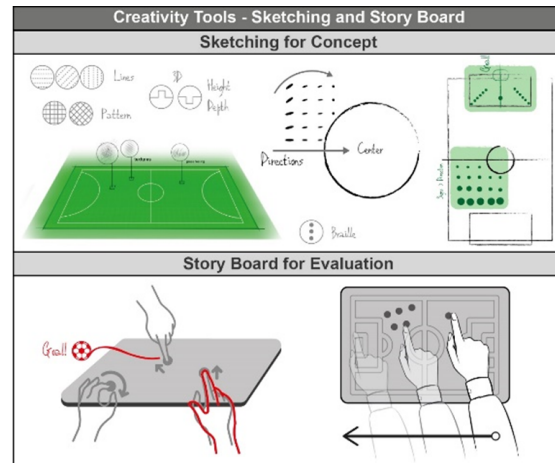 Creativity Tools - Sketching and Story Board
Sketching for Concept
Lines
Pattern
3D
Height
Depth
Directions
Center
Braille
Goal!
Story Board for Evaluation
Goal!